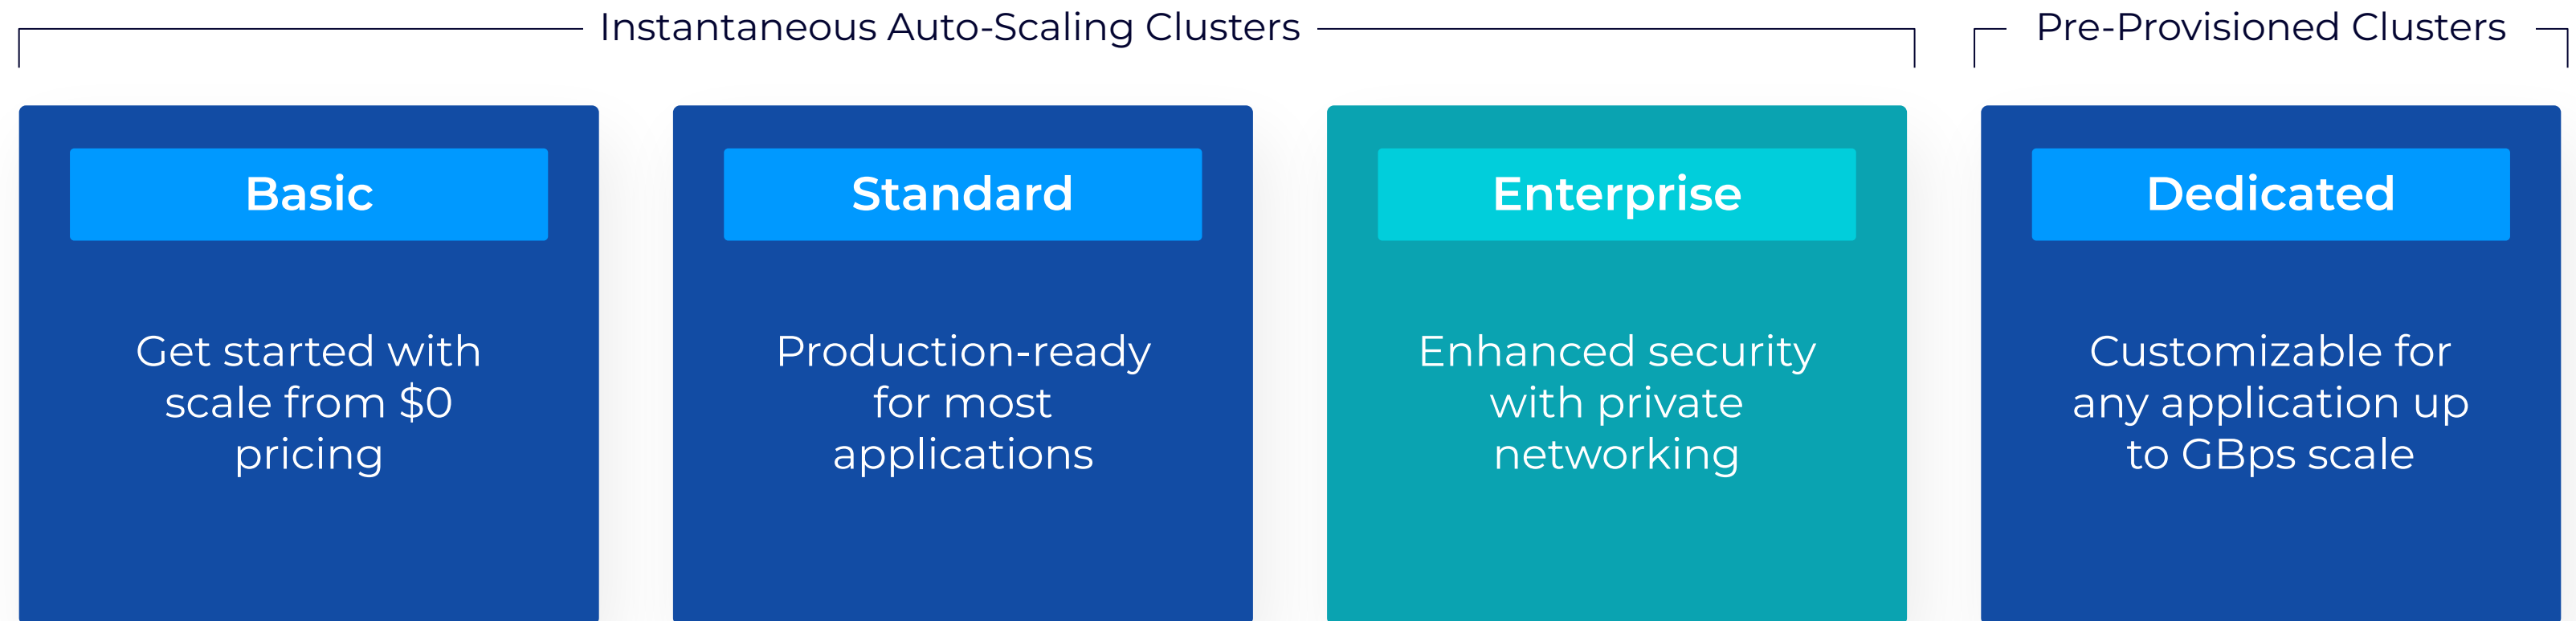 Instantaneous Auto-Scaling Clusters
Pre-Provisioned Clusters
Basic
Get started with
scale from $0
pricing
Standard
Production-ready
for most
applications
Enterprise
Enhanced security
with private
networking
Dedicated
Customizable for
any application up
to GBps scale